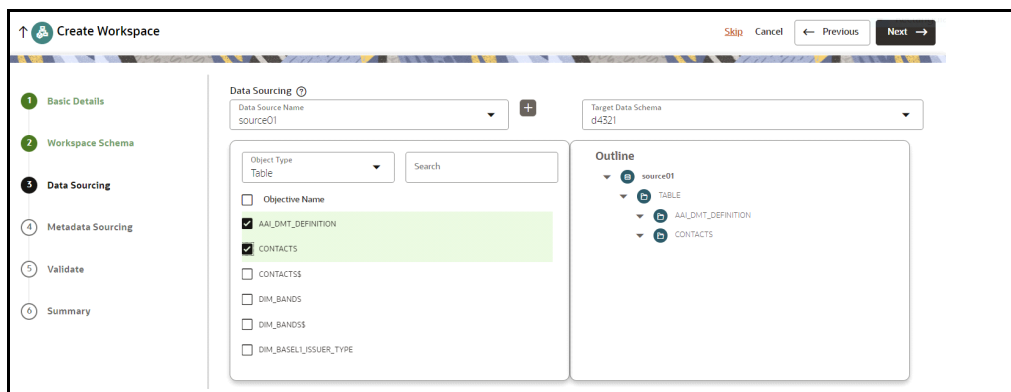 Create Workspace
Skip Cancel ← Previous Next →
1 Basic Details
2 Workspace Schema
3 Data Sourcing
4 Metadata Sourcing
5 Validate
6 Summary
Data Sourcing ?
Data Source Name
source01
+
Target Data Schema
d4321
Object Type
Table
Search
Objective Name
AAI_DMT_DEFINITION
CONTACTS
CONTACTS$
DIM_BANDS
DIM_BANDS$
DIM_BASEL1_ISSUER_TYPE
Outline
source01
TABLE
AAI_DMT_DEFINITION
CONTACTS